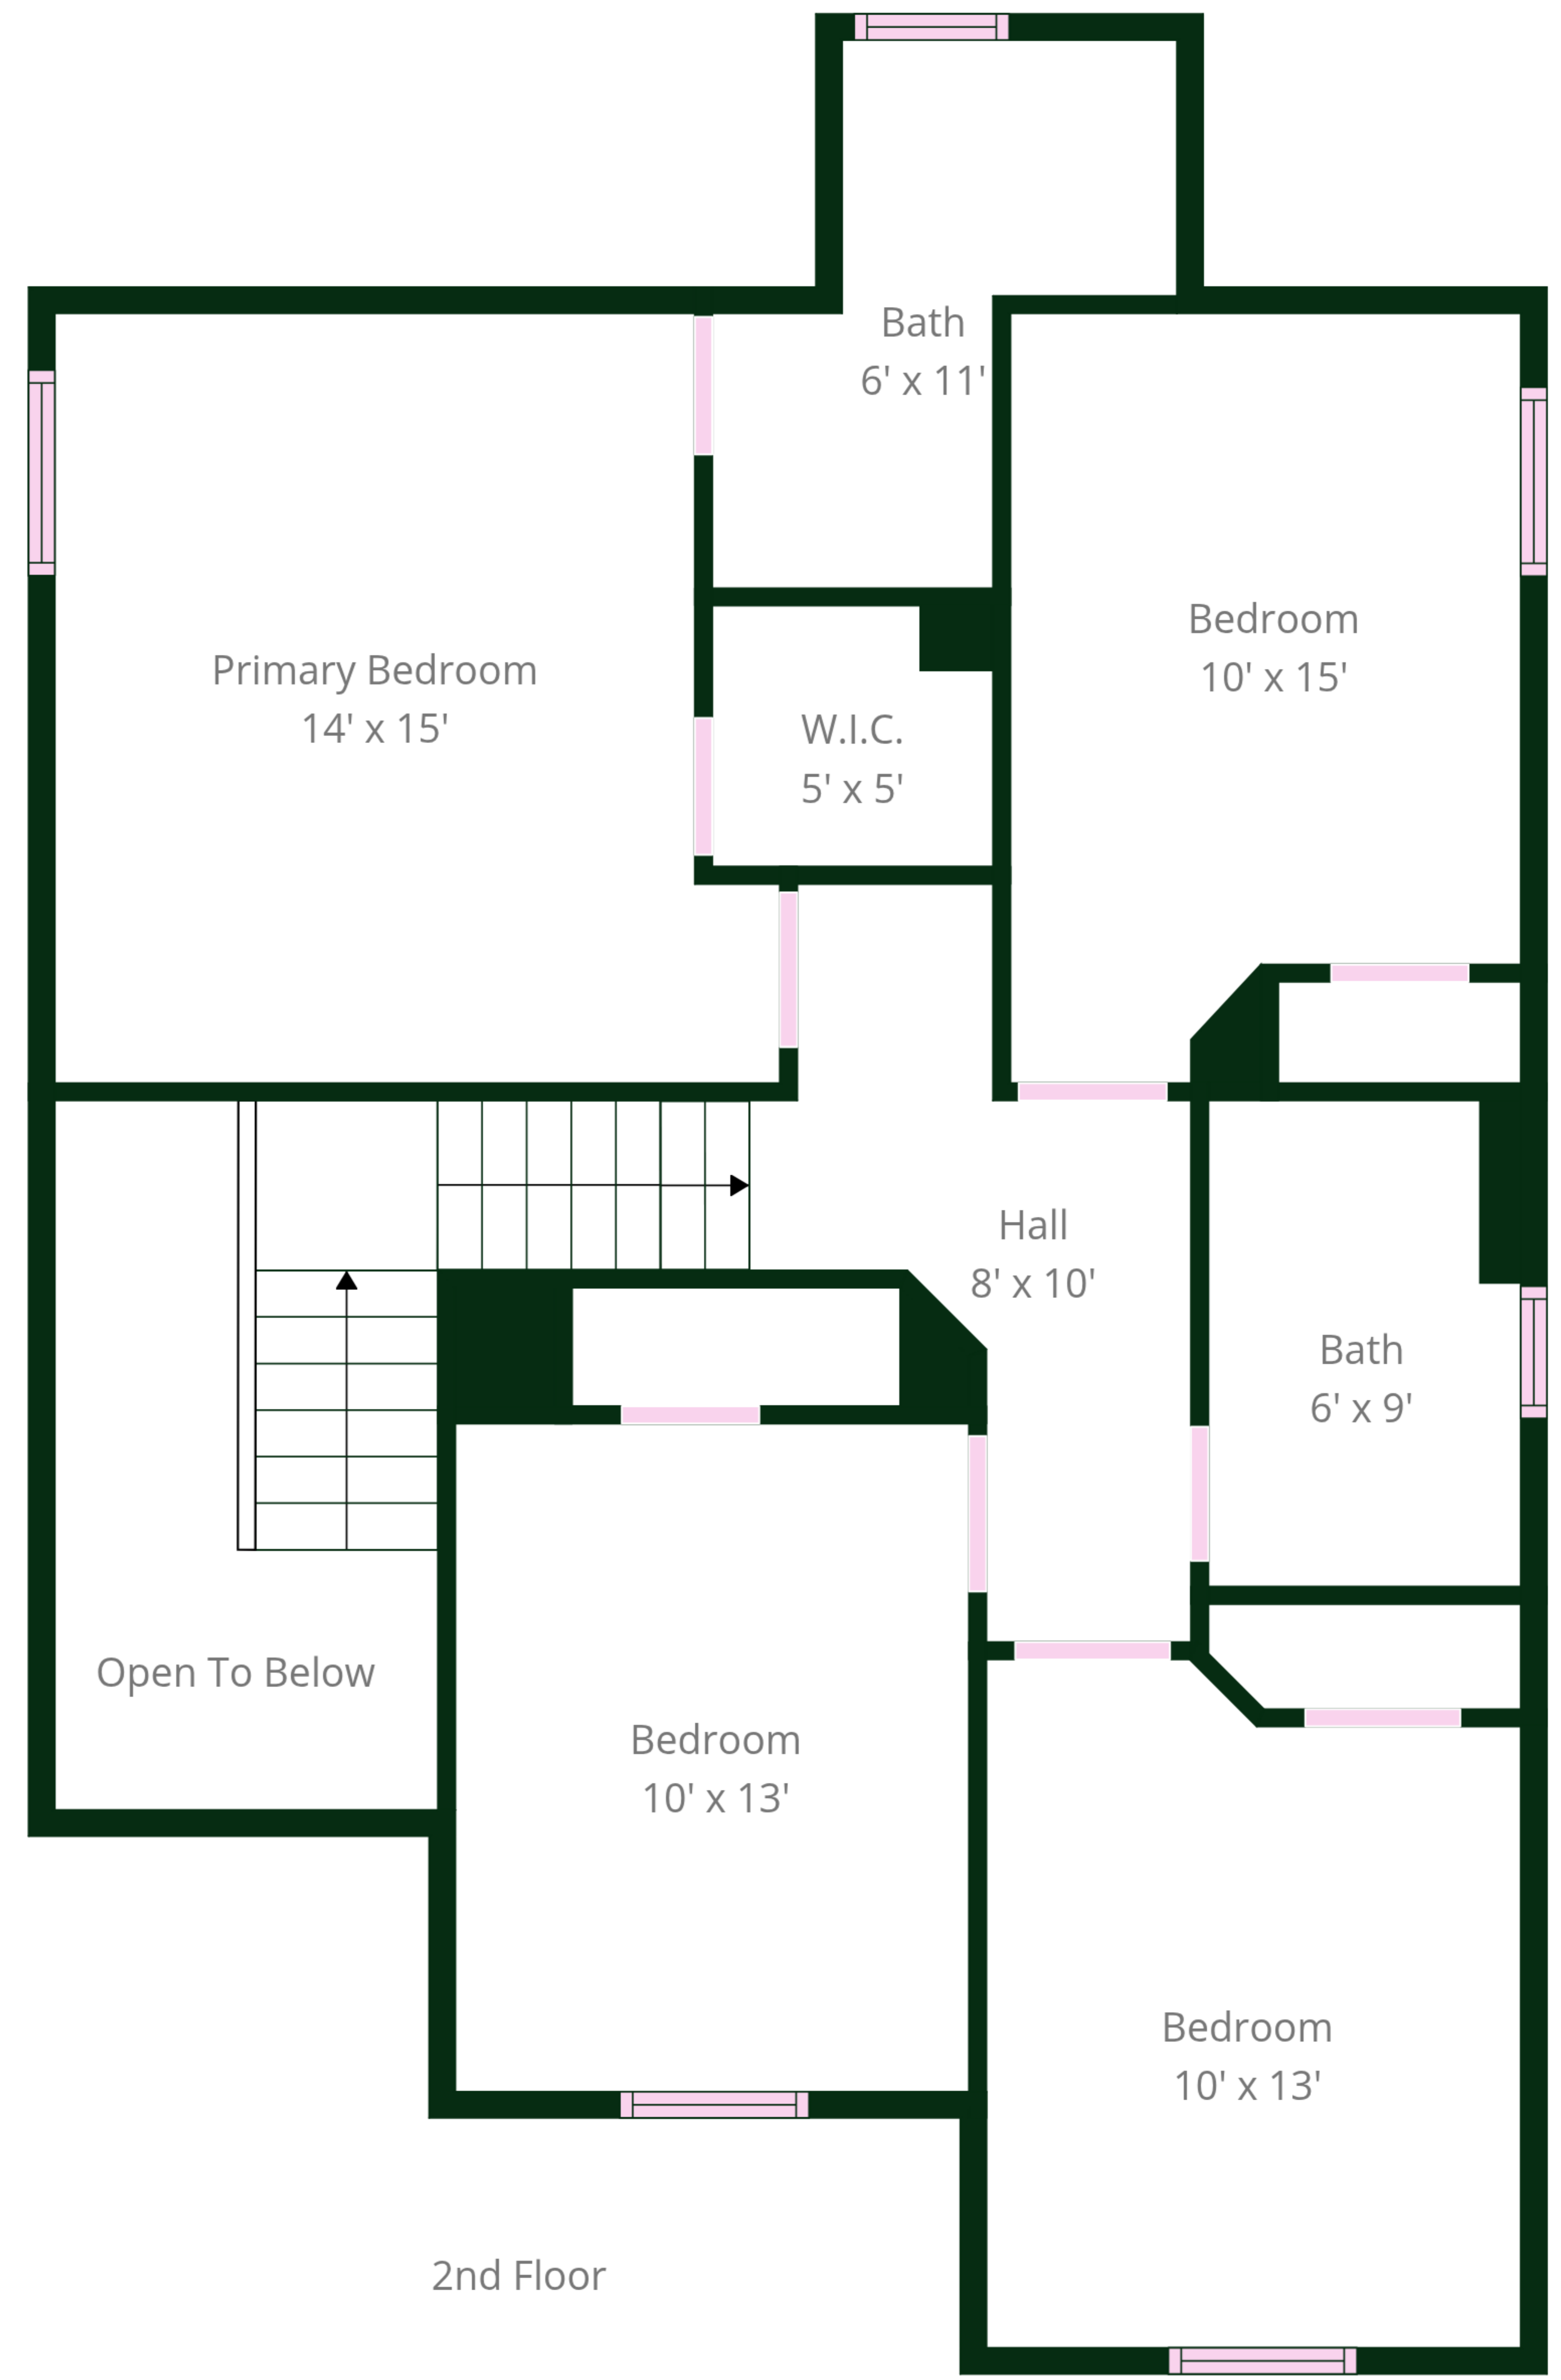 Bath
6' x 11'
Bedroom
10' x 15'
Primary Bedroom
14' x 15'
W.I.C.
5' x 5'
Hall
8' x 10'
Bath
6' x 9'
Open To Below
Bedroom
10' x 13'
Bedroom
10' x 13'
2nd Floor